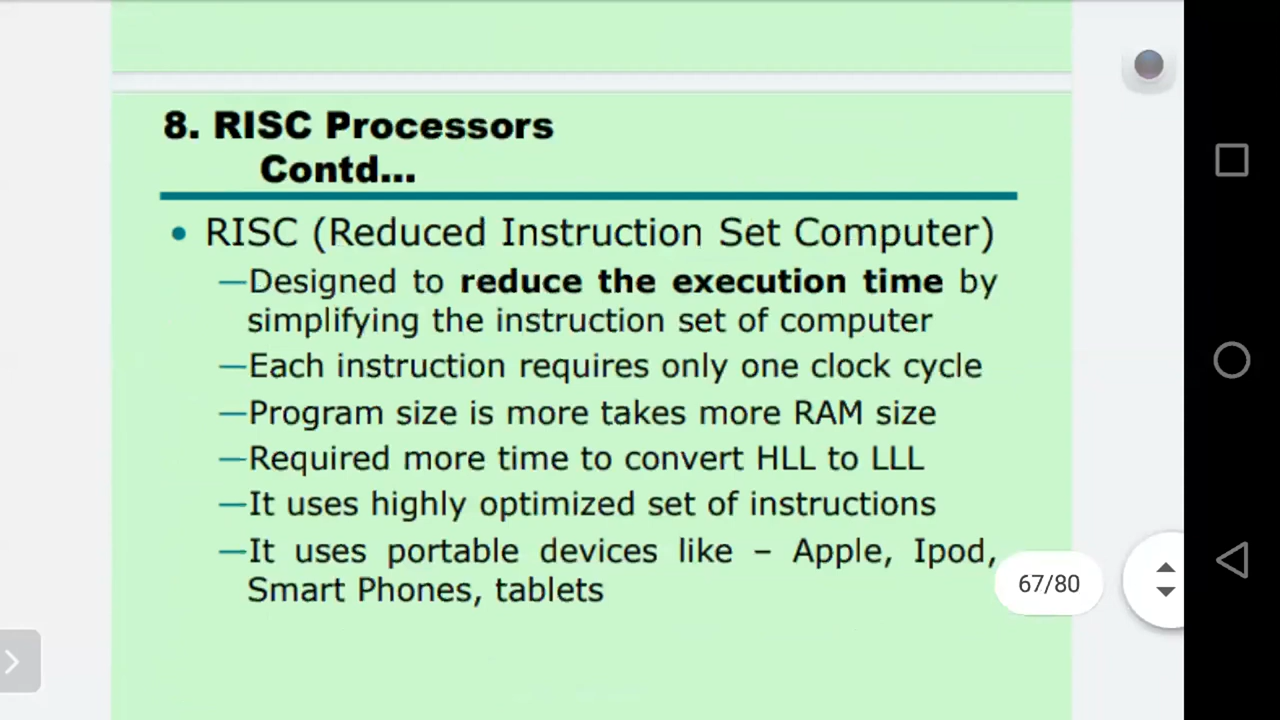 8. RISC Processors
Contd...
• RISC (Reduced Instruction Set Computer)
—Designed to reduce the execution time by
simplifying the instruction set of computer
—Each instruction requires only one clock cycle
—Program size is more takes more RAM size
—Required more time to convert HLL to LLL
—It uses highly optimized set of instructions
—It uses portable devices like – Apple, Ipod,
Smart Phones, tablets
67/80